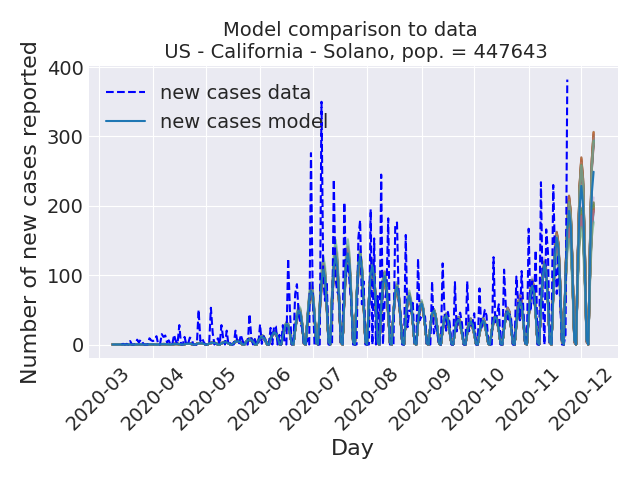 Model comparison to data
US - California - Solano, pop. = 447643
Number of new cases reported
400
300
200
100
0
new cases data
new cases model
2020-03
2020-04
2020-05
2020-06
2020-07
2020-08
2020-09
2020-10
2020-11
2020-12
Day